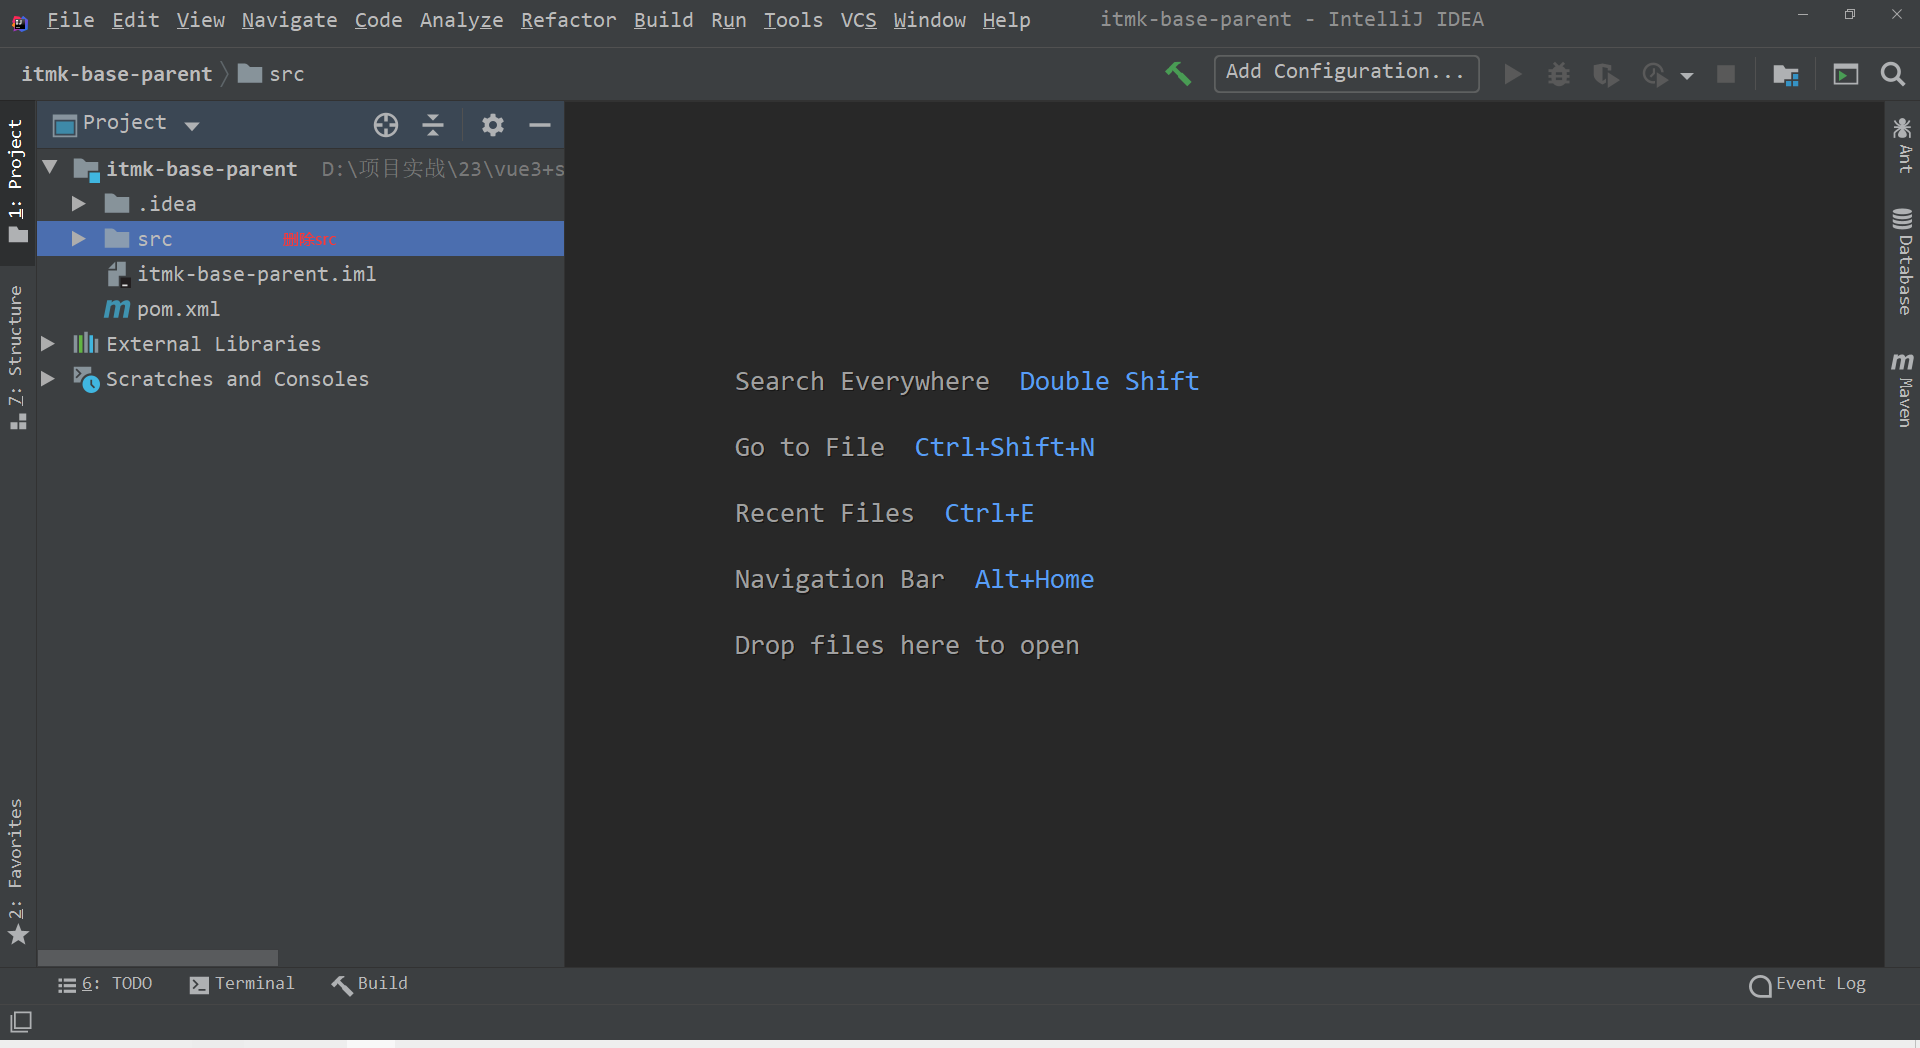 File Edit View Navigate Code Analyze Refactor Build Run Tools VCS Window Help itmk-base-parent - IntelliJ IDEA
itmk-base-parent src Add Configuration...
1: Project
7: Structure
2: Favorites
Project
itmk-base-parent D:\项目实战\23\vue3+s
.idea
src 删除src
itmk-base-parent.iml
pom.xml
External Libraries
Scratches and Consoles
Search Everywhere Double Shift
Go to File Ctrl+Shift+N
Recent Files Ctrl+E
Navigation Bar Alt+Home
Drop files here to open
Ant
Database
Maven
6: TODO Terminal Build Event Log